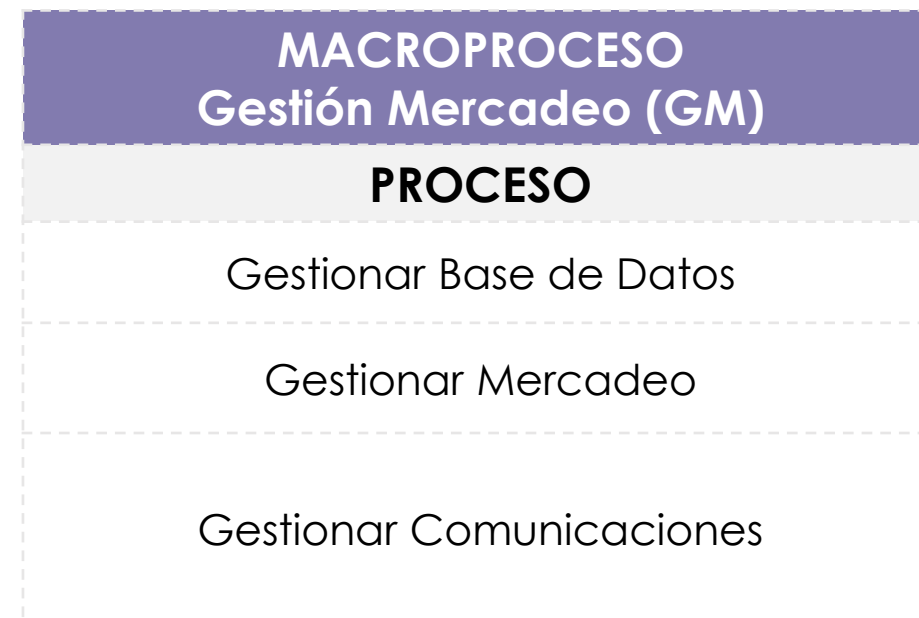 MACROPROCESO
Gestión Mercadeo (GM)
PROCESO
Gestionar Base de Datos
Gestionar Mercadeo
Gestionar Comunicaciones